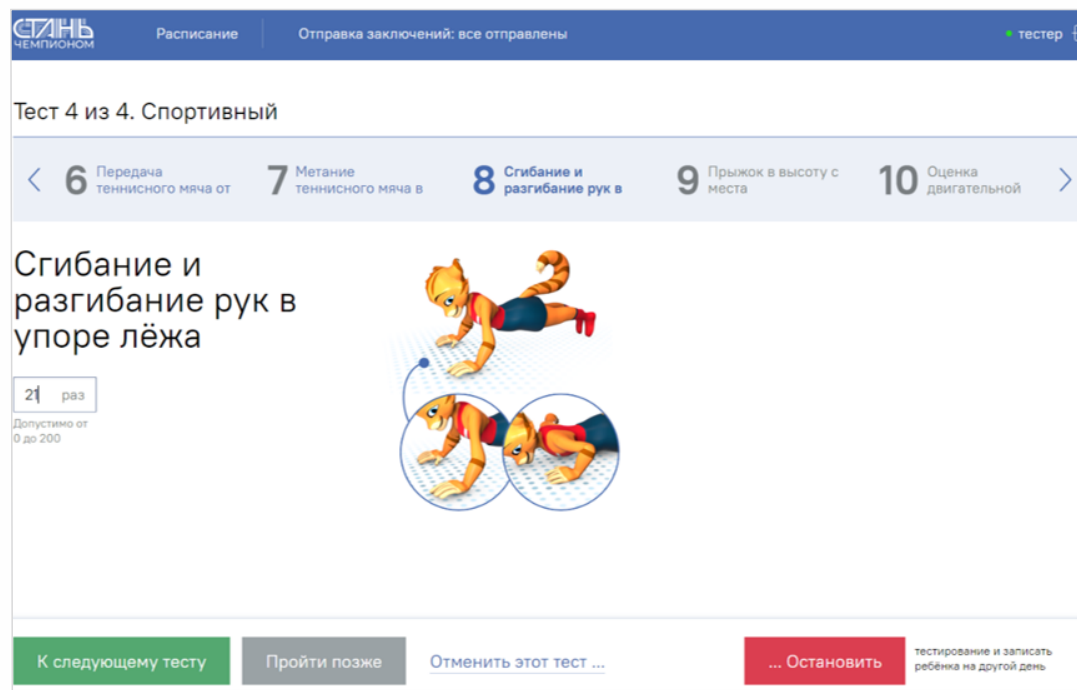 СТАНЬ
ЧЕМПИОНОМ
Расписание
Отправка заключений: все отправлены
тестер
Тест 4 из 4. Спортивный
6 Передача
теннисного мяча от
7 Метание
теннисного мяча в
8 Сгибание и
разгибание рук в
9 Прыжок в высоту с
места
10 Оценка
двигательной
Сгибание и
разгибание рук в
упоре лёжа
21 раз
Допустимо от
0 до 200
К следующему тесту
Пройти позже
Отменить этот тест ...
... Остановить
тестирование и записать
ребёнка на другой день